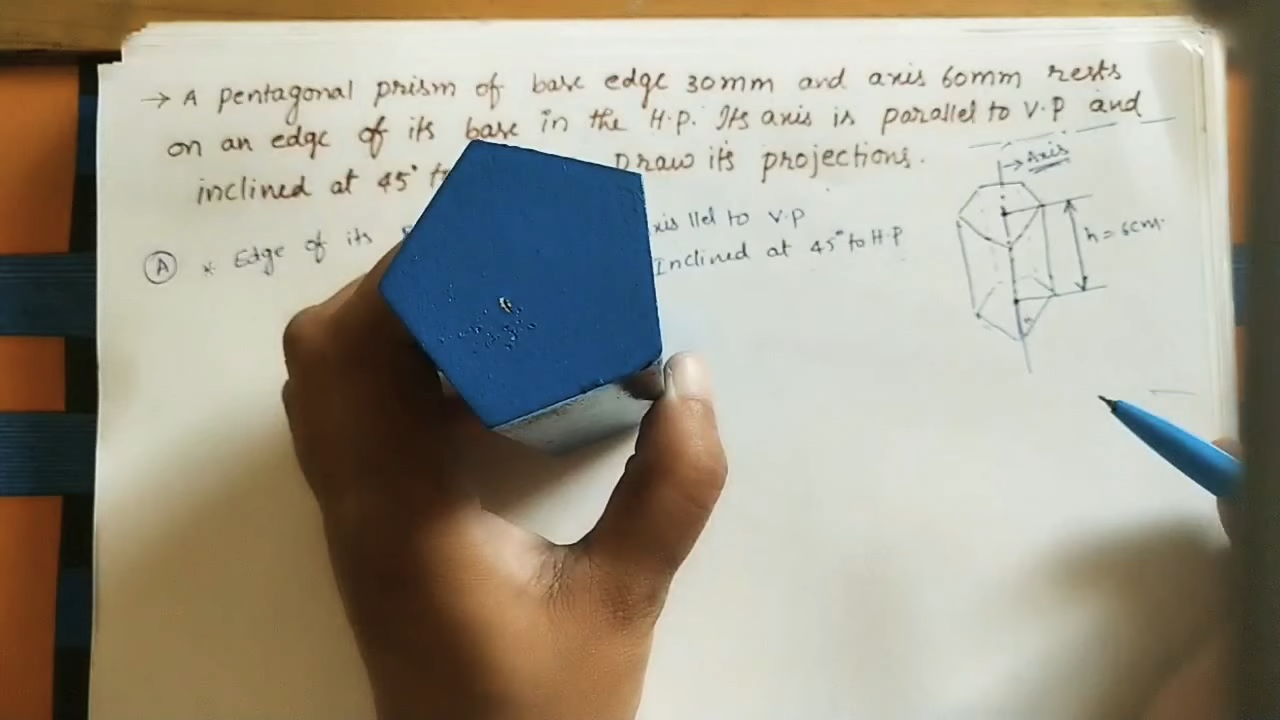 → A pentagonal prism of base edge 30mm and axis 60mm rests
on an edge of its base in the H.P. Its axis is parallel to V.P and
inclined at 45° Draw its projections.
→ Axis
(A) * Edge of its xis llel to V.P
Inclined at 45° to H.P
h = 6cm